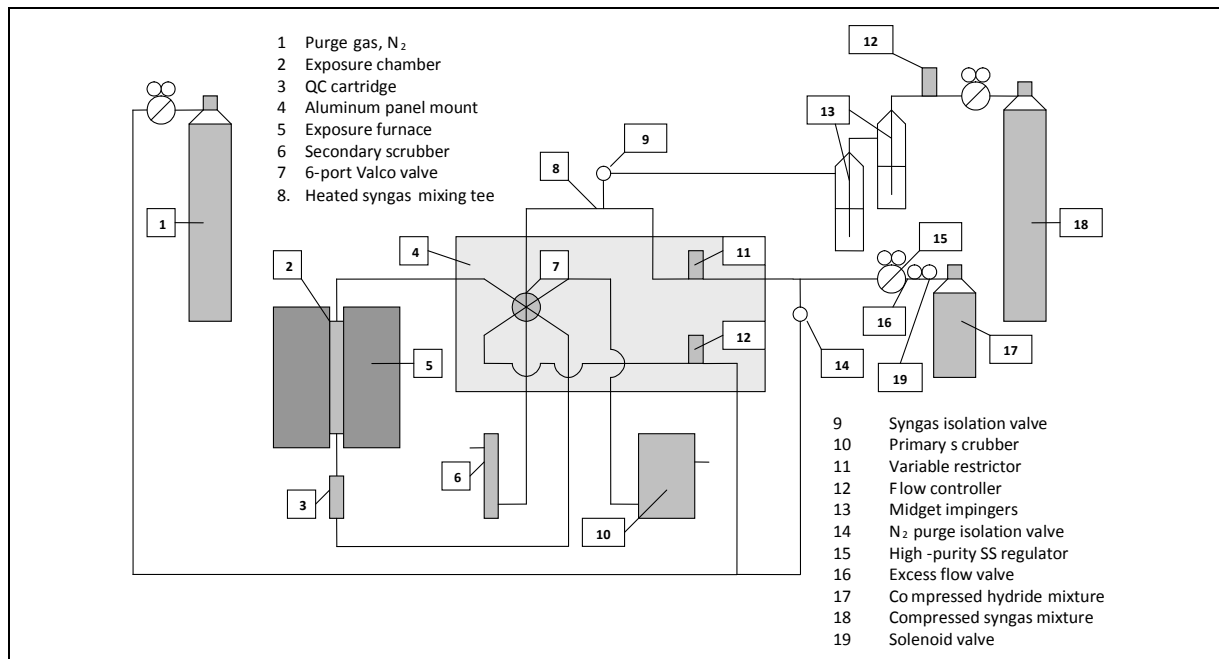 1 Purge gas, N₂
2 Exposure chamber
3 QC cartridge
4 Aluminum panel mount
5 Exposure furnace
6 Secondary scrubber
7 6-port Valco valve
8. Heated syngas mixing tee
12
13
9
8
1
18
15
4
11
7
2
12
5
16
14
19
17
6
3
10
9 Syngas isolation valve
10 Primary s crubber
11 Variable restrictor
12 F low controller
13 Midget impingers
14 N₂ purge isolation valve
15 High -purity SS regulator
16 Excess flow valve
17 Co mpressed hydride mixture
18 Compressed syngas mixture
19 Solenoid valve